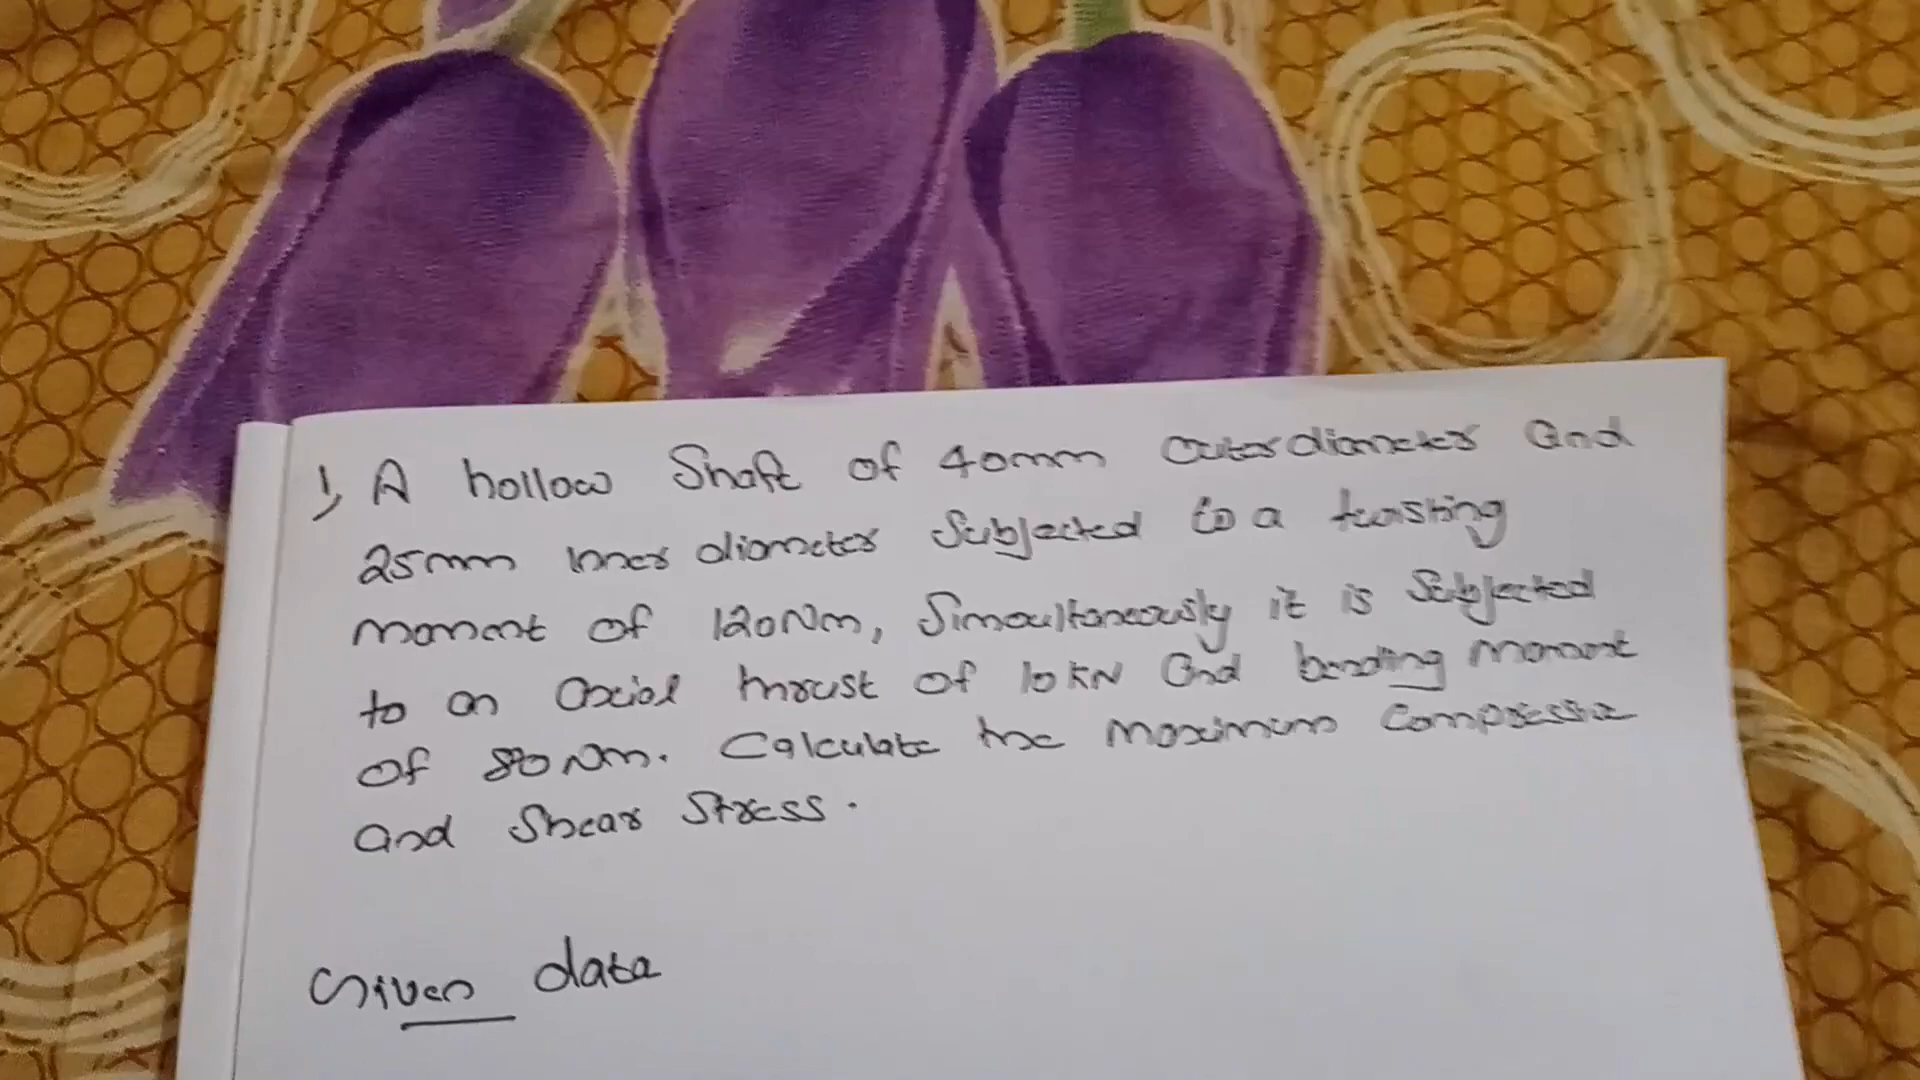 1, A hollow Shaft of 40mm Outer diameter and
25mm Inner diameter Subjected to a twisting
moment of 120Nm, Simoultaneously it is Subjected
to an axial thrust of 10KN and bending moment
of 80Nm. Calculate the maximum Compressie
and Shear Stress.
Given data